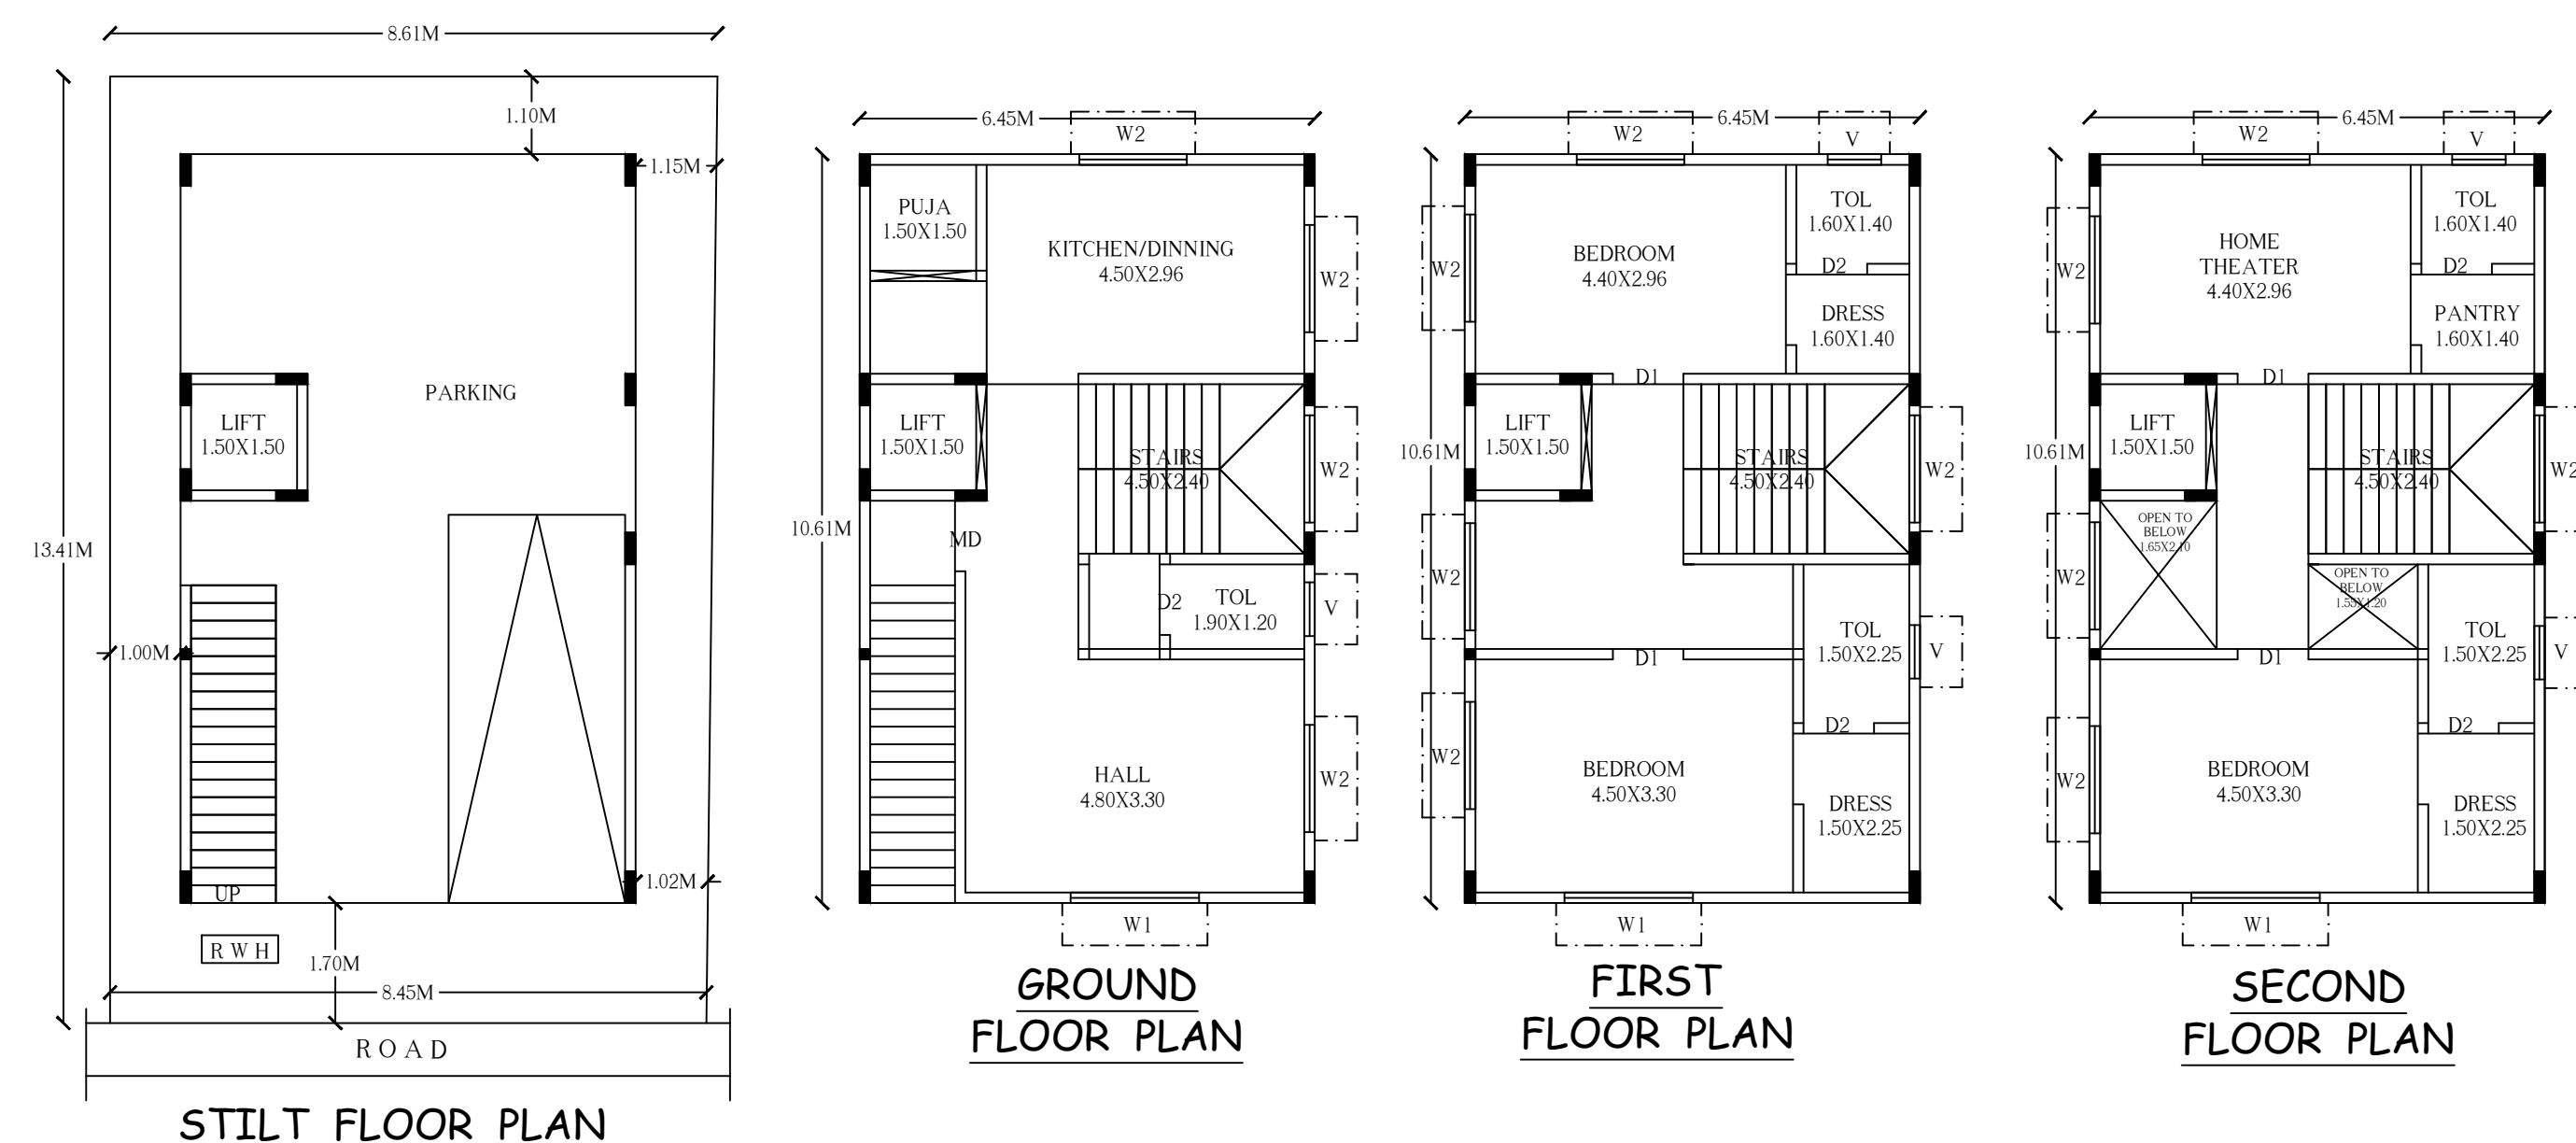 8.61M
1.10M
1.15M
PARKING
LIFT
1.50X1.50
13.41M
1.00M
UP
1.02M
R W H
1.70M
8.45M
ROAD
STILT FLOOR PLAN
6.45M
W2
PUJA
1.50X1.50
KITCHEN/DINNING
4.50X2.96
W2
LIFT
1.50X1.50
STAIRS
4.50X2.40
W2
10.61M
MD
D2
TOL
1.90X1.20
V
HALL
4.80X3.30
W2
W1
GROUND
FLOOR PLAN
6.45M
W2
V
TOL
1.60X1.40
BEDROOM
4.40X2.96
W2
D2
DRESS
1.60X1.40
D1
LIFT
1.50X1.50
10.61M
STAIRS
4.50X2.40
W2
W2
D1
TOL
1.50X2.25
V
D2
W2
BEDROOM
4.50X3.30
DRESS
1.50X2.25
W1
FIRST
FLOOR PLAN
6.45M
W2
V
TOL
1.60X1.40
HOME
THEATER
4.40X2.96
W2
D2
PANTRY
1.60X1.40
D1
LIFT
1.50X1.50
10.61M
STAIRS
4.50X2.40
W2
OPEN TO
BELOW
1.65X2.10
OPEN TO
BELOW
1.55X1.20
W2
D1
TOL
1.50X2.25
V
D2
W2
BEDROOM
4.50X3.30
DRESS
1.50X2.25
W1
SECOND
FLOOR PLAN